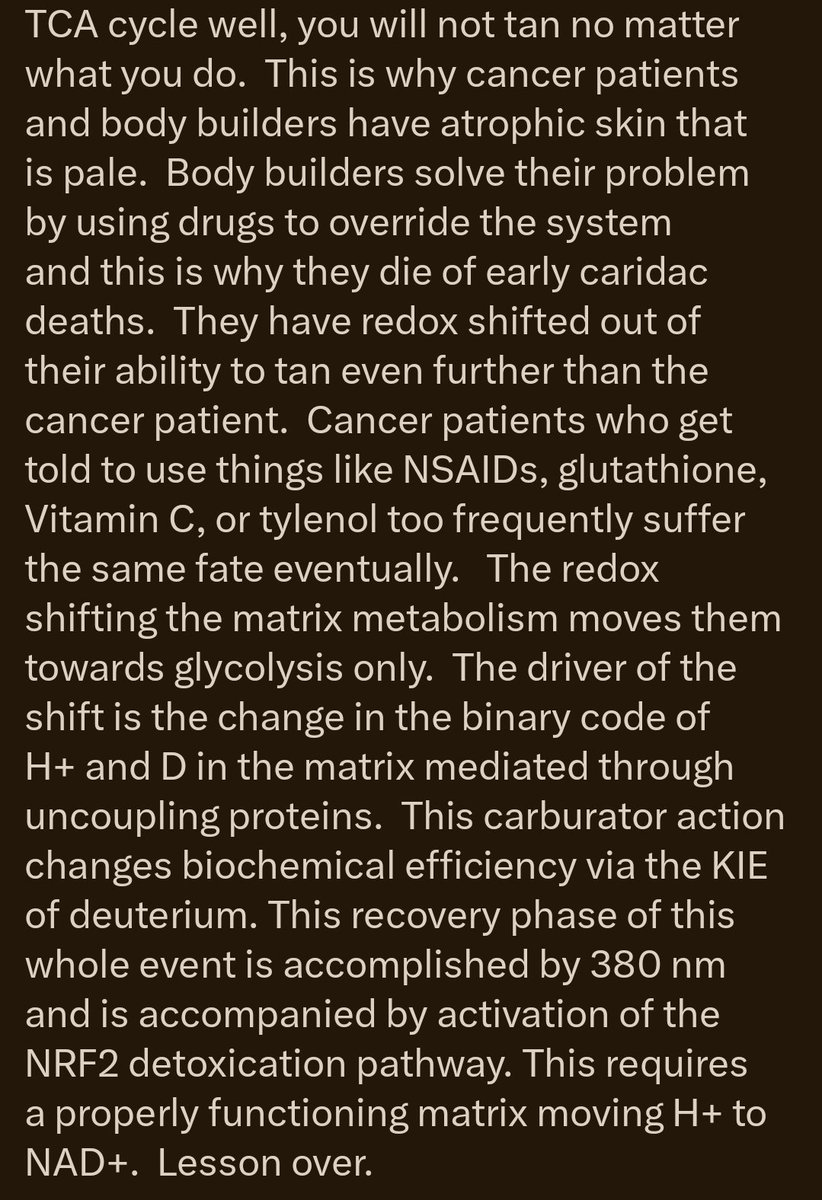 TCA cycle well, you will not tan no matter
what you do.  This is why cancer patients
and body builders have atrophic skin that
is pale.  Body builders solve their problem
by using drugs to override the system
and this is why they die of early caridac
deaths.  They have redox shifted out of
their ability to tan even further than the
cancer patient.  Cancer patients who get
told to use things like NSAIDs, glutathione,
Vitamin C, or tylenol too frequently suffer
the same fate eventually.   The redox
shifting the matrix metabolism moves them
towards glycolysis only.  The driver of the
shift is the change in the binary code of
H+ and D in the matrix mediated through
uncoupling proteins.  This carburator action
changes biochemical efficiency via the KIE
of deuterium. This recovery phase of this
whole event is accomplished by 380 nm
and is accompanied by activation of the
NRF2 detoxication pathway. This requires
a properly functioning matrix moving H+ to
NAD+.  Lesson over.